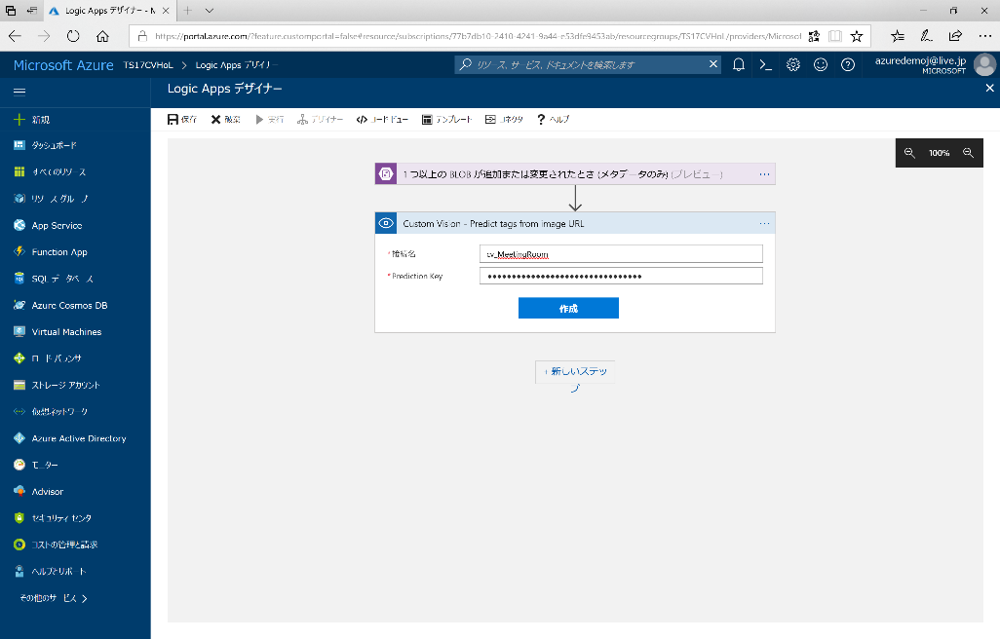 Logic Apps デザイナー - M
https://portal.azure.com/?feature.customportal=false#resource/subscriptions/77b7db10-2410-4241-9a44-e53dfe9453ab/resourcegroups/TS17CVHoL/providers/Microsof
Microsoft Azure TS17CVHoL > Logic Apps デザイナー
リソース、サービス、ドキュメントを検索します
azuredemoj@live.jp
MICROSOFT
Logic Apps デザイナー
保存 破棄 実行 デザイナー コード ビュー テンプレート コネクタ ヘルプ
新規
ダッシュボード
すべてのリソース
リソース グループ
App Service
Function App
SQL データベース
Azure Cosmos DB
Virtual Machines
ロード バランサー
ストレージ アカウント
仮想ネットワーク
Azure Active Directory
モニター
Advisor
セキュリティ センター
コストの管理と請求
ヘルプとサポート
その他のサービス >
100%
1 つ以上の BLOB が追加または変更されたとき (メタデータのみ) (プレビュー) ...
Custom Vision - Predict tags from image URL ...
*接続名 cv_MeetingRoom
*Prediction Key ••••••••••••••••••••••••••••••••
作成
+ 新しいステッ
プ